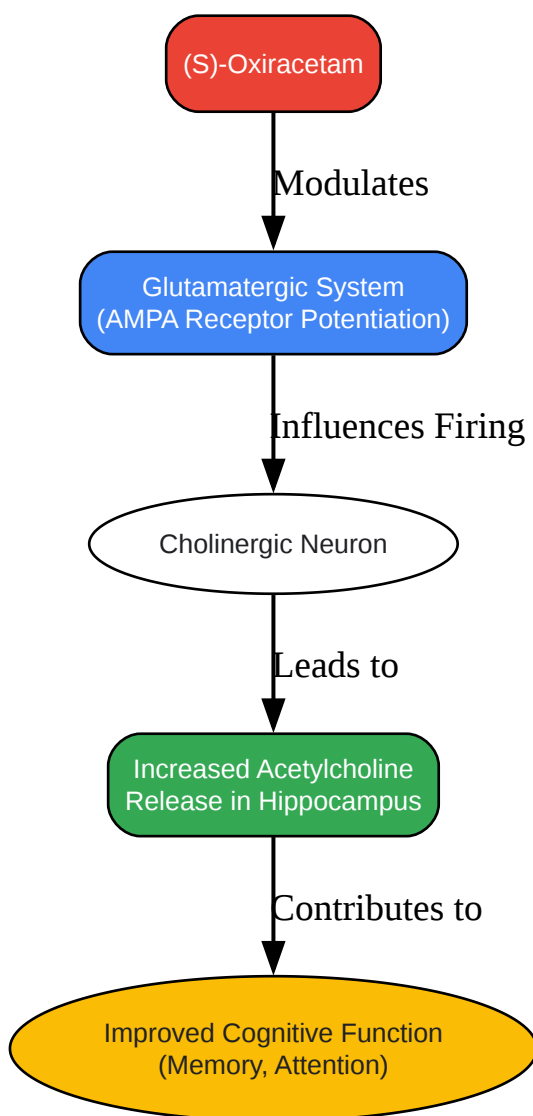 (S)-Oxiracetam
Modulates
Glutamatergic System
(AMPA Receptor Potentiation)
Influences Firing
Cholinergic Neuron
Leads to
Increased Acetylcholine
Release in Hippocampus
Contributes to
Improved Cognitive Function
(Memory, Attention)